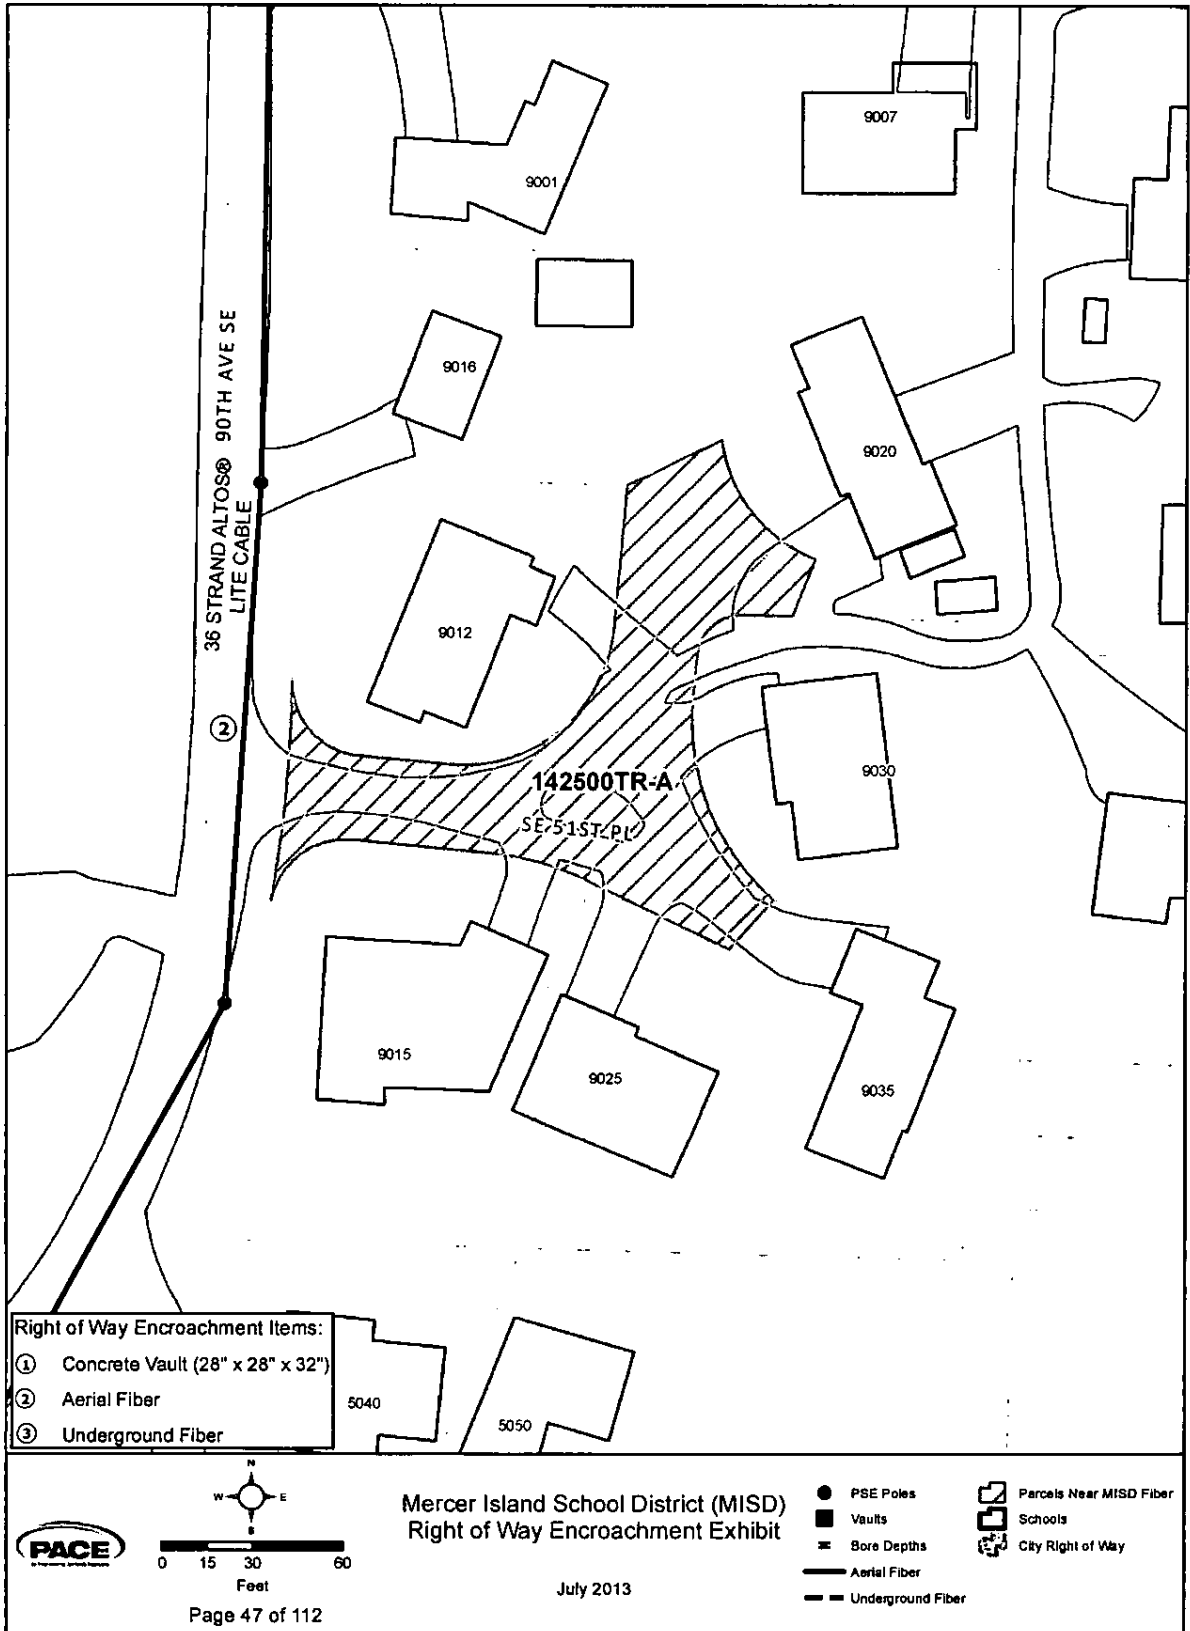 9007
9001
9016
36 STRAND ALTOS® 90TH AVE SE
LITE CABLE
9020
9012
2
142500TR-A
SE 51ST PL
9030
9015
9025
9035
Right of Way Encroachment Items:
1 Concrete Vault (28" x 28" x 32")
2 Aerial Fiber
3 Underground Fiber
5040
5050
PACE
N
W E
S
0 15 30 60
Feet
Page 47 of 112
Mercer Island School District (MISD)
Right of Way Encroachment Exhibit
July 2013
PSE Poles
Vaults
Bore Depths
Aerial Fiber
Underground Fiber
Parcels Near MISD Fiber
Schools
City Right of Way